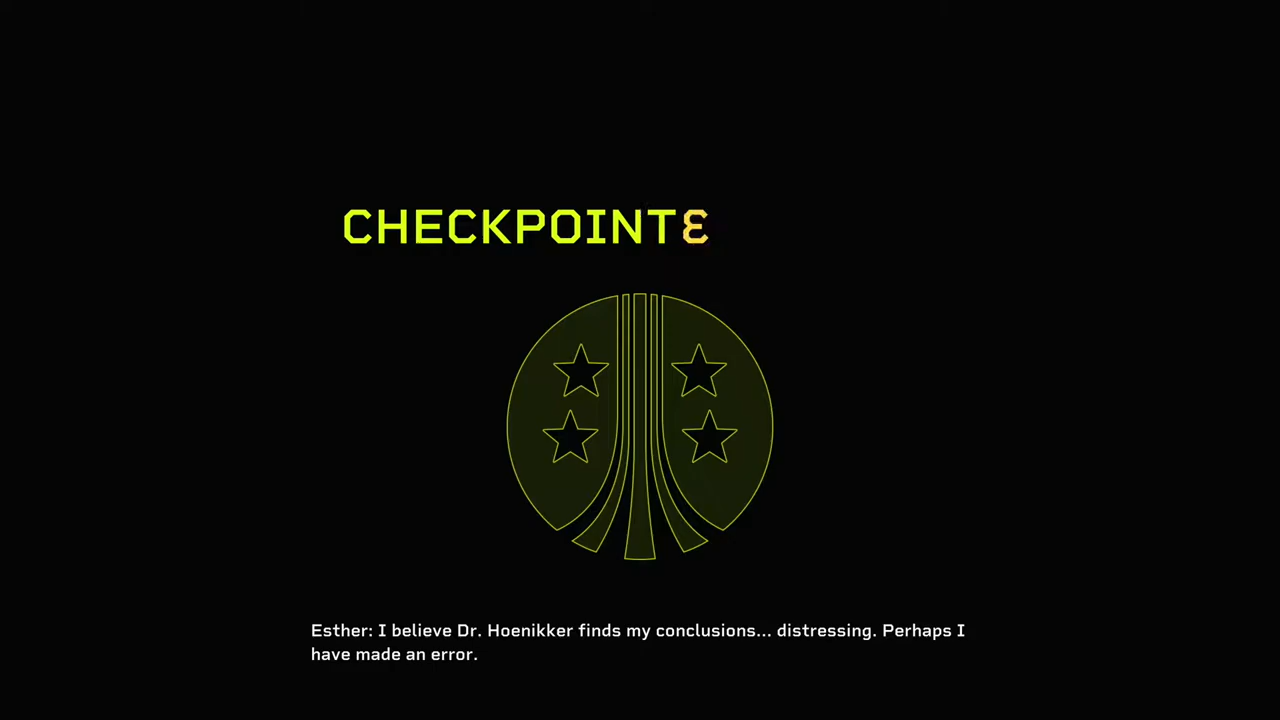 CHECKPOINTƐ
Esther: I believe Dr. Hoenikker finds my conclusions... distressing. Perhaps I
have made an error.